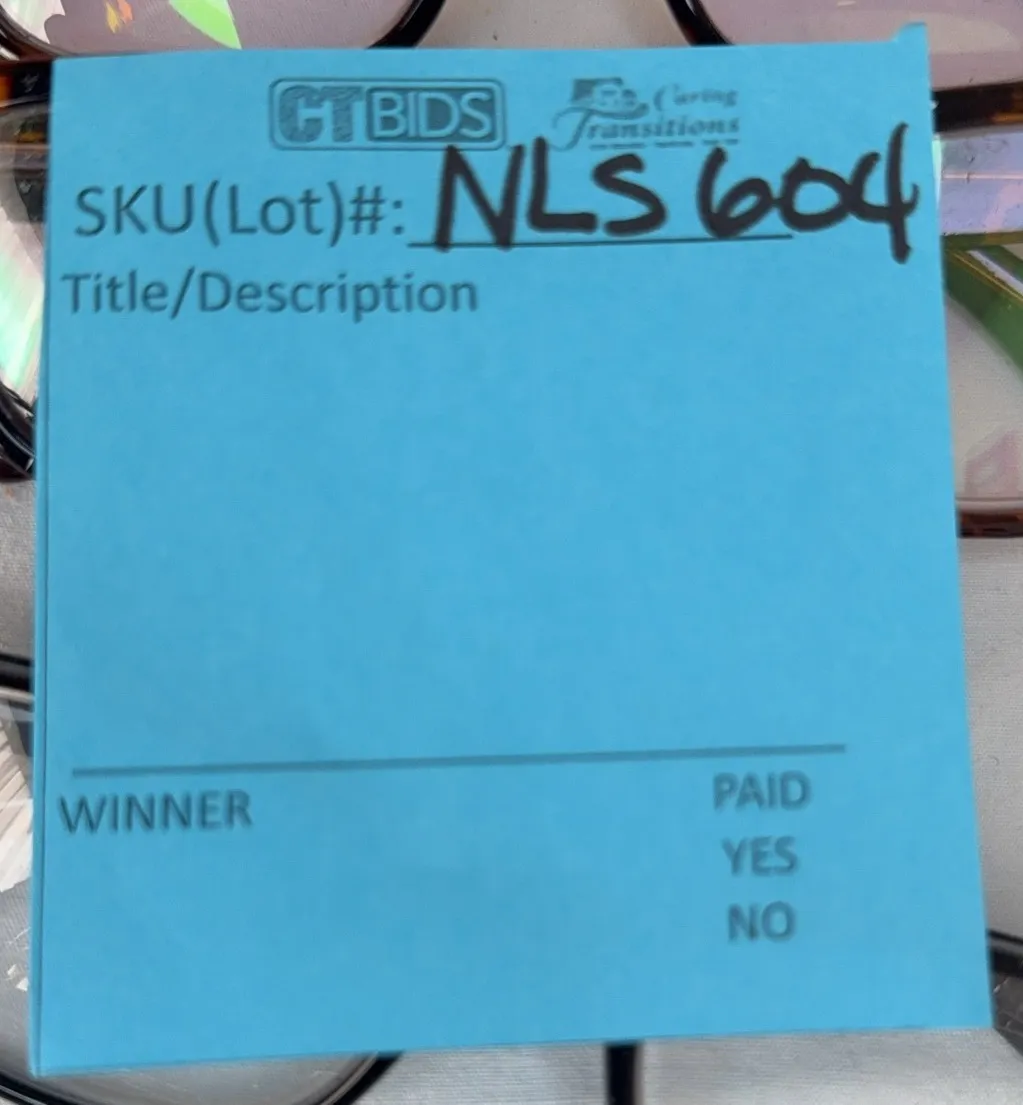 CTBIDS
Caring
Transitions
SKU(Lot)#: NLS 604
Title/Description
WINNER
PAID
YES
NO